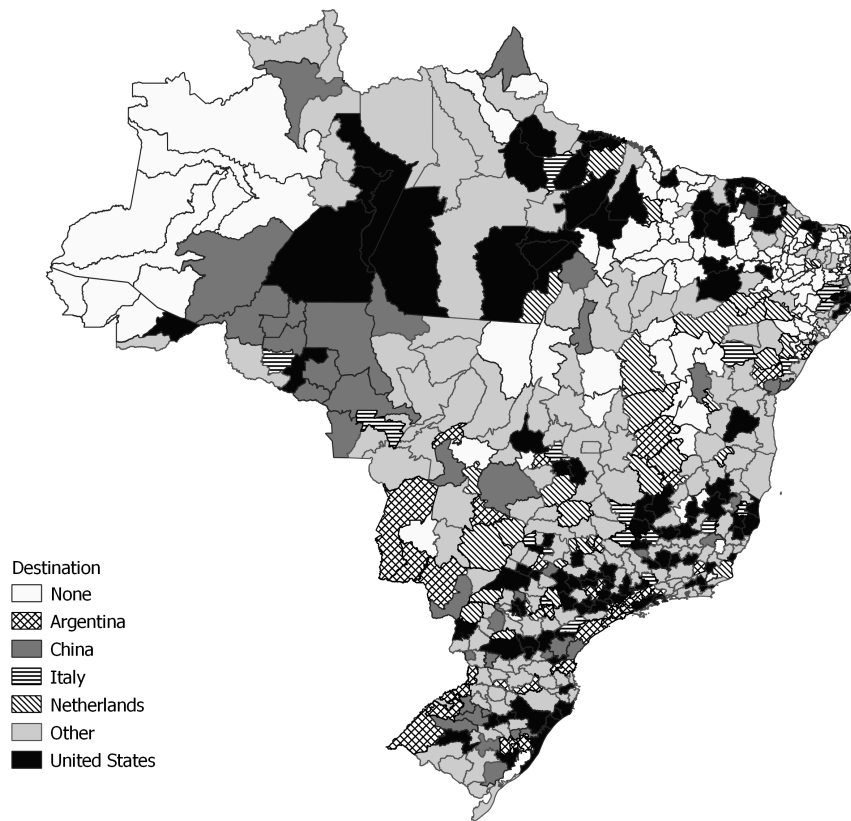 Destination
None
Argentina
China
Italy
Netherlands
Other
United States